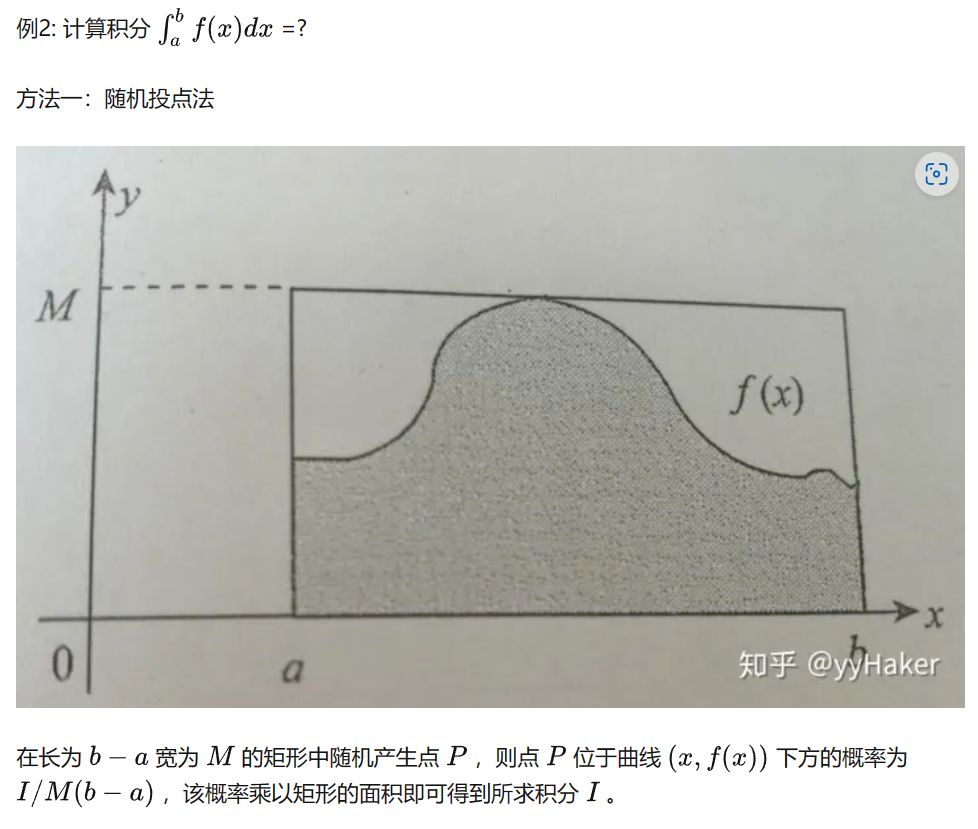 例2: 计算积分 ∫_a^b f(x)dx =?
方法一：随机投点法
y
M
f(x)
x
0
a
b
知乎 @yyHaker
在长为 b − a 宽为 M 的矩形中随机产生点 P ，则点 P 位于曲线 (x, f(x)) 下方的概率为
I/M(b − a) ，该概率乘以矩形的面积即可得到所求积分 I 。